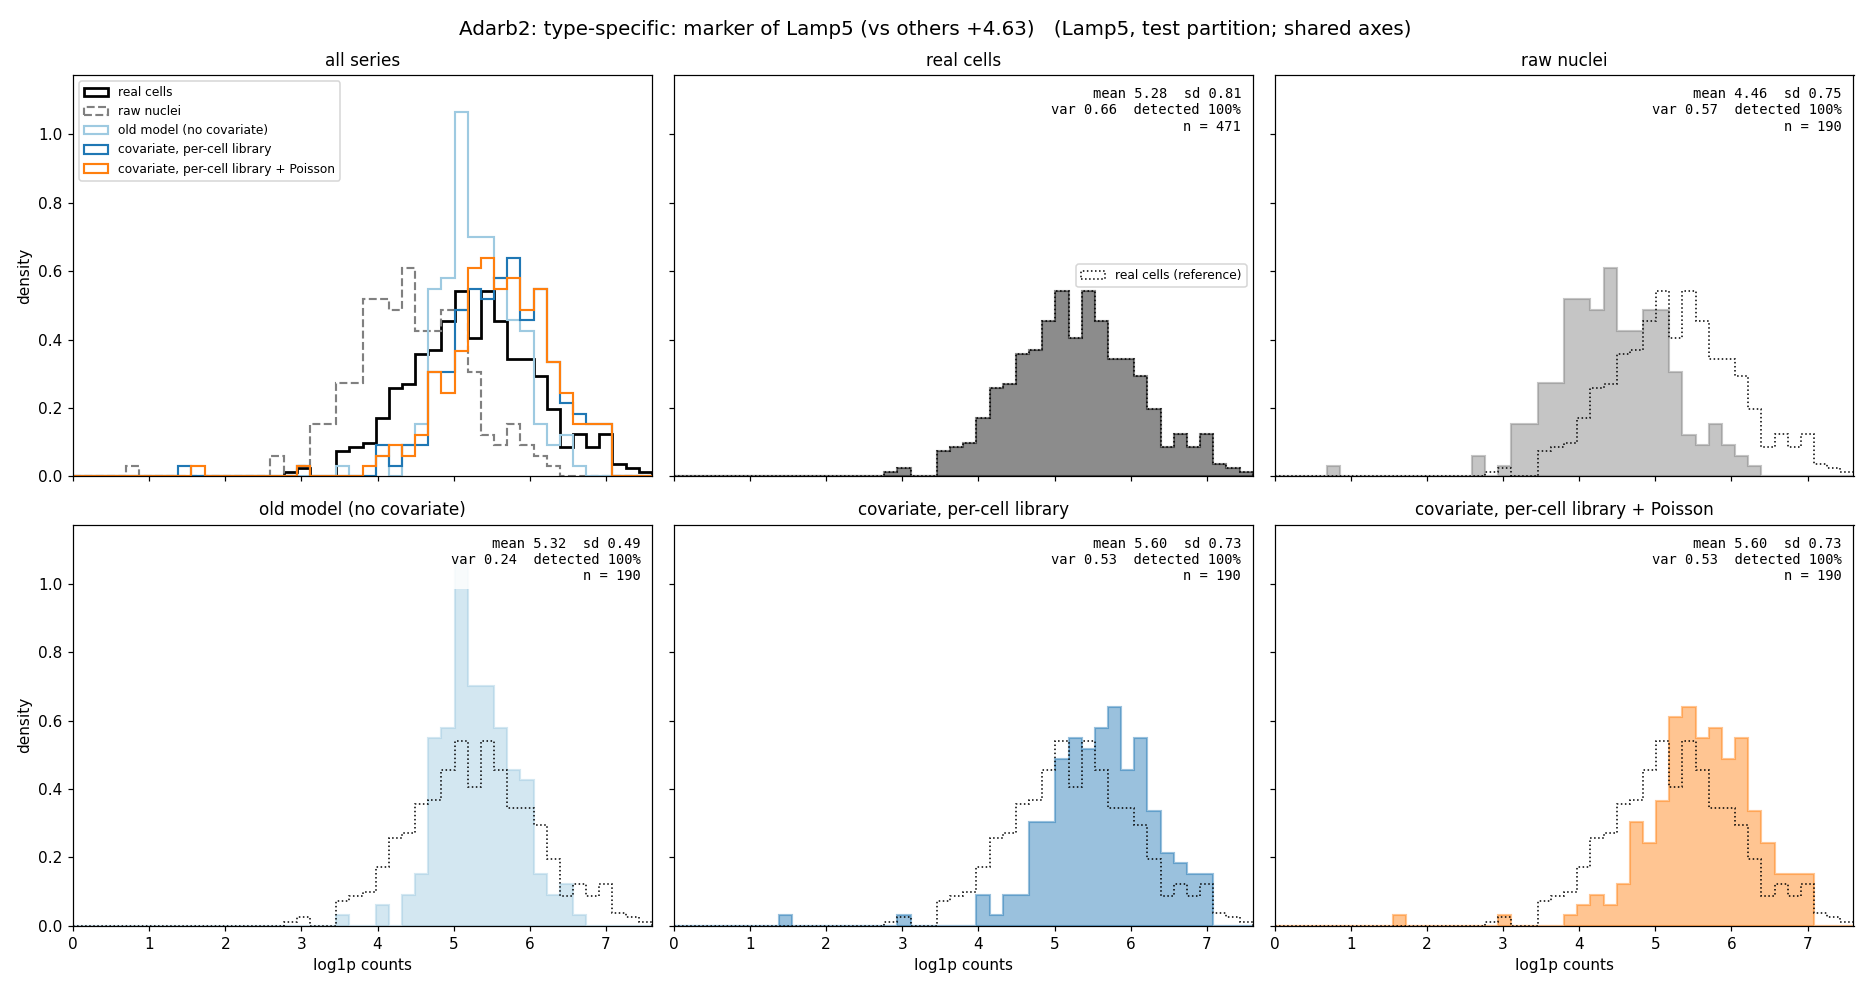 Adarb2: type-specific: marker of Lamp5 (vs others +4.63)   (Lamp5, test partition; shared axes)
all series
real cells
raw nuclei
old model (no covariate)
covariate, per-cell library
covariate, per-cell library + Poisson
density
0.0
0.2
0.4
0.6
0.8
1.0
real cells
mean 5.28  sd 0.81
var 0.66  detected 100%
n = 471
real cells (reference)
raw nuclei
mean 4.46  sd 0.75
var 0.57  detected 100%
n = 190
old model (no covariate)
mean 5.32  sd 0.49
var 0.24  detected 100%
n = 190
density
0.0
0.2
0.4
0.6
0.8
1.0
0 1 2 3 4 5 6 7
log1p counts
covariate, per-cell library
mean 5.60  sd 0.73
var 0.53  detected 100%
n = 190
0 1 2 3 4 5 6 7
log1p counts
covariate, per-cell library + Poisson
mean 5.60  sd 0.73
var 0.53  detected 100%
n = 190
0 1 2 3 4 5 6 7
log1p counts